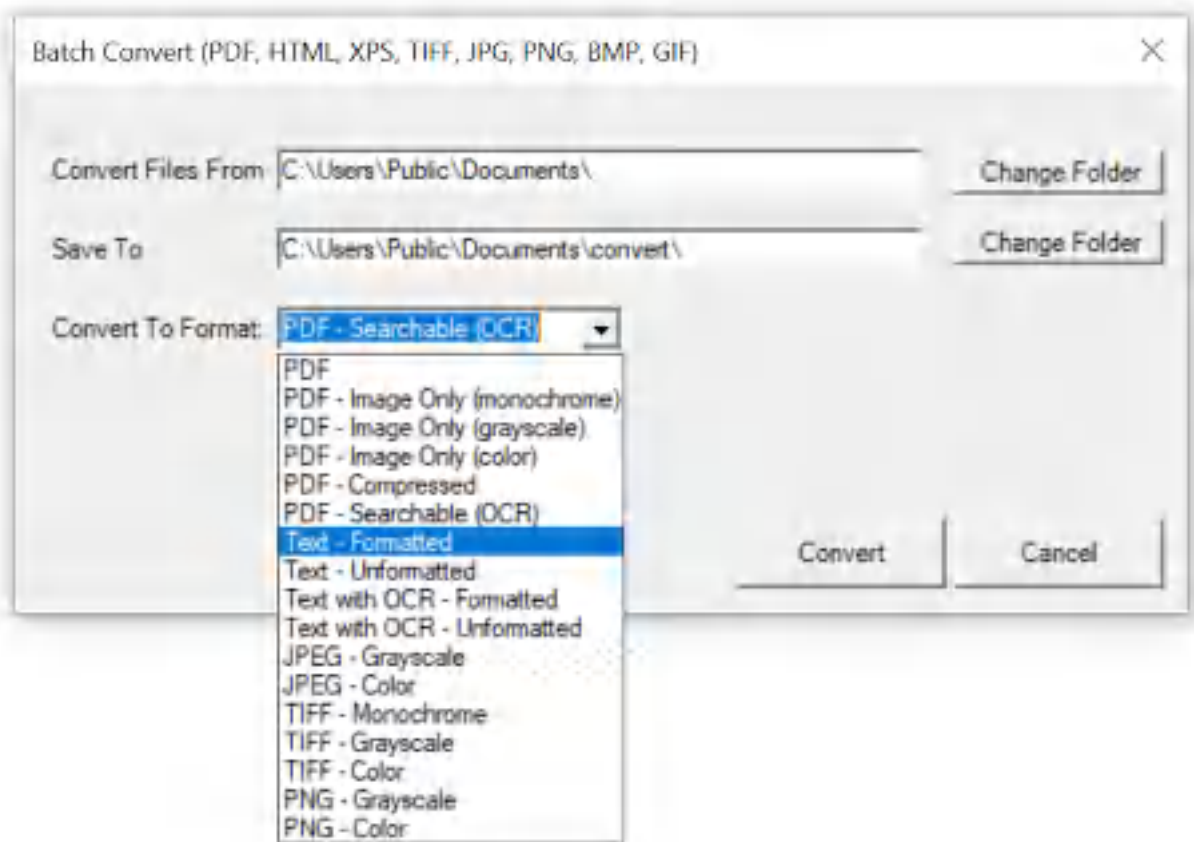 Batch Convert (PDF, HTML, XPS, TIFF, JPG, PNG, BMP, GIF)
Convert Files From C:\Users\Public\Documents\ Change Folder
Save To C:\Users\Public\Documents\convert\ Change Folder
Convert To Format: PDF - Searchable (OCR)
PDF
PDF - Image Only (monochrome)
PDF - Image Only (grayscale)
PDF - Image Only (color)
PDF - Compressed
PDF - Searchable (OCR)
Text - Formatted
Text - Unformatted
Text with OCR - Formatted
Text with OCR - Unformatted
JPEG - Grayscale
JPEG - Color
TIFF - Monochrome
TIFF - Grayscale
TIFF - Color
PNG - Grayscale
PNG - Color
Convert Cancel